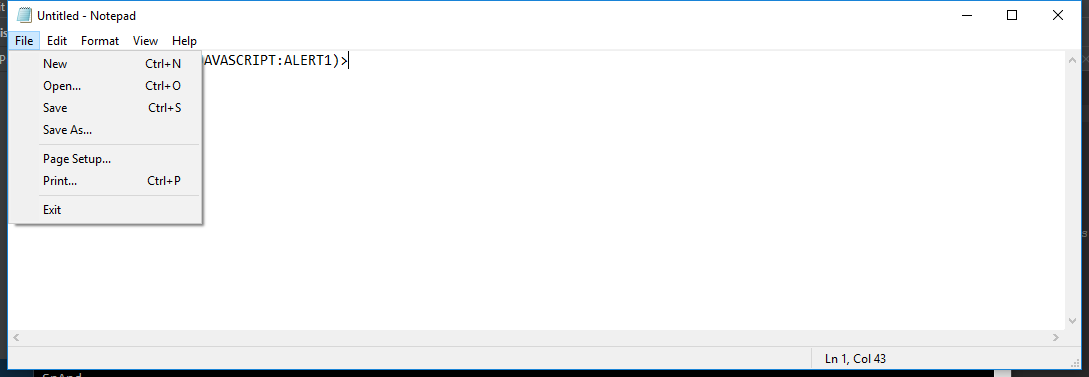 Untitled - Notepad
File Edit Format View Help
AVASCRIPT:ALERT1)>
New Ctrl+N
Open... Ctrl+O
Save Ctrl+S
Save As...
Page Setup...
Print... Ctrl+P
Exit
Ln 1, Col 43